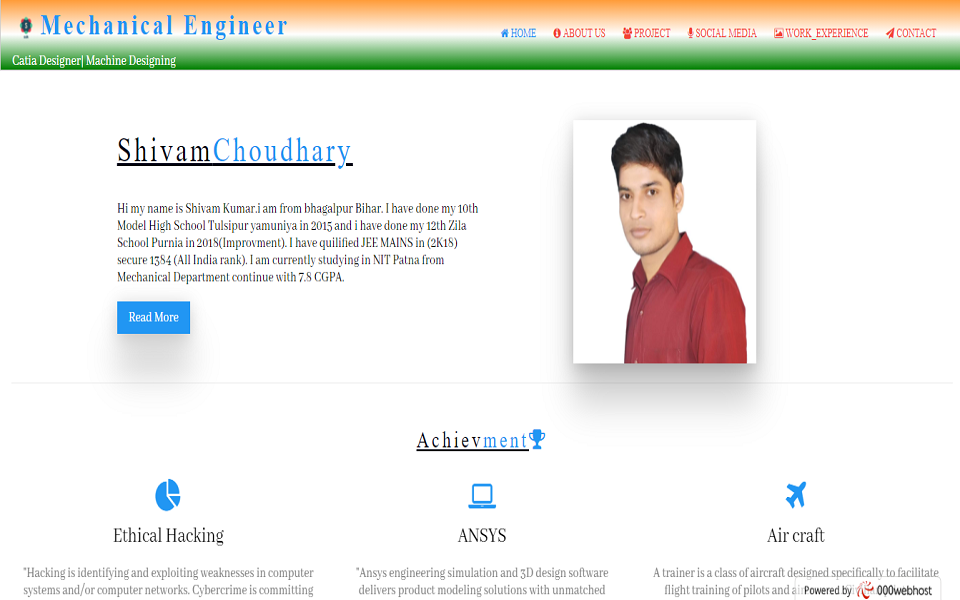 Mechanical Engineer
HOME ABOUT US PROJECT SOCIAL MEDIA WORK_EXPERIENCE CONTACT
Catia Designer| Machine Designing
ShivamChoudhary
Hi my name is Shivam Kumar.i am from bhagalpur Bihar. I have done my 10th
Model High School Tulsipur yamuniya in 2015 and i have done my 12th Zila
School Purnia in 2018(Improvment). I have quilified JEE MAINS in (2K18)
secure 1384 (All India rank). I am currently studying in NIT Patna from
Mechanical Department continue with 7.8 CGPA.
Read More
Achievment
Ethical Hacking
"Hacking is identifying and exploiting weaknesses in computer
systems and/or computer networks. Cybercrime is committing
ANSYS
"Ansys engineering simulation and 3D design software
delivers product modeling solutions with unmatched
Air craft
A trainer is a class of aircraft designed specifically to facilitate
flight training of pilots and
Powered by 000webhost